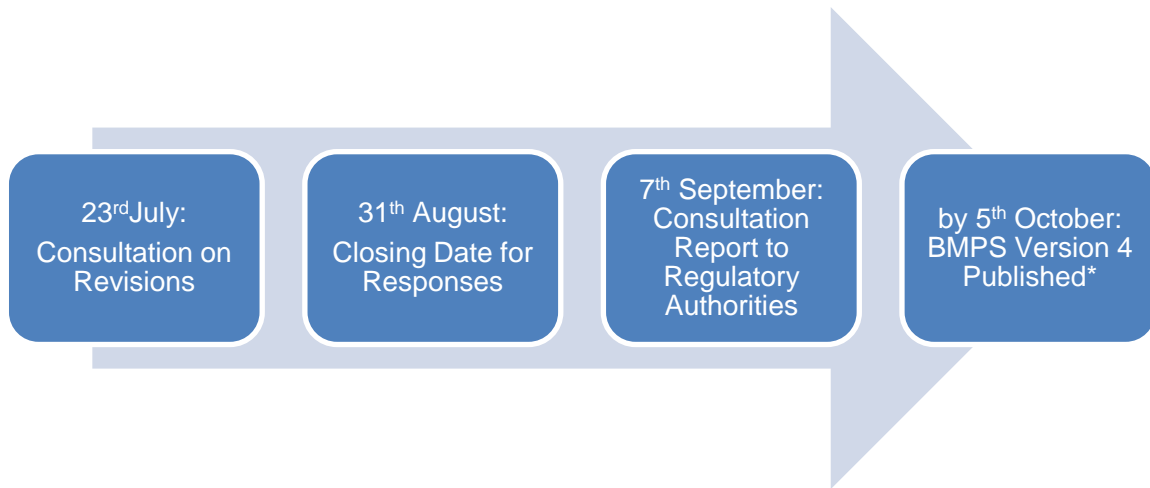 23rdJuly:
Consultation on
Revisions
31th August:
Closing Date for
Responses
7th September:
Consultation
Report to
Regulatory
Authorities
by 5th October:
BMPS Version 4
Published*